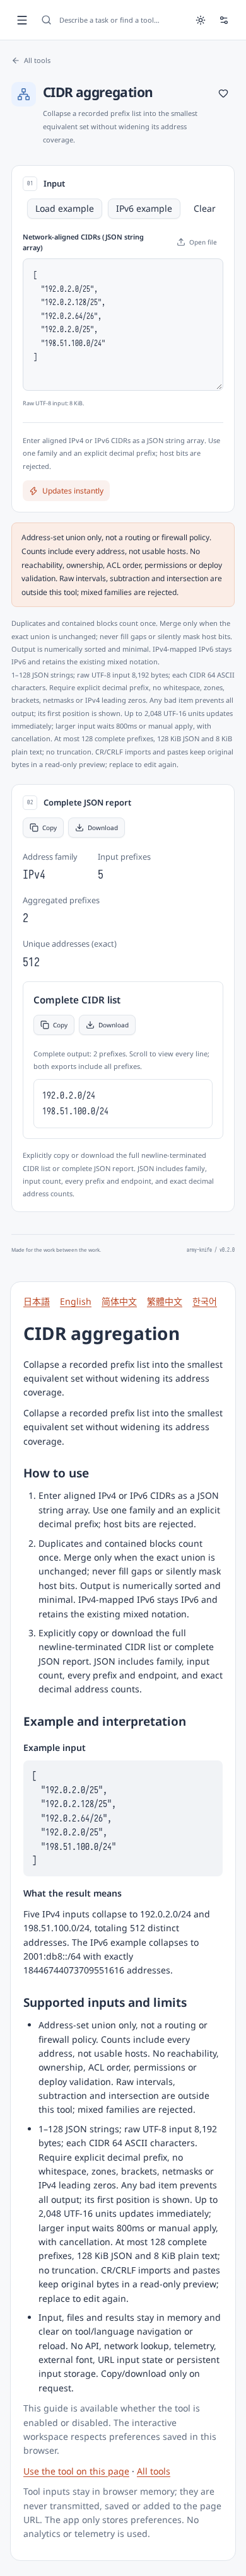 Describe a task or find a tool...
All tools
CIDR aggregation
Collapse a recorded prefix list into the smallest
equivalent set without widening its address
coverage.
01 Input
Load example
IPv6 example
Clear
Network-aligned CIDRs (JSON string
array)
Open file
[
"192.0.2.0/25",
"192.0.2.128/25",
"192.0.2.64/26",
"192.0.2.0/25",
"198.51.100.0/24"
]
Raw UTF-8 input: 8 KiB.
Enter aligned IPv4 or IPv6 CIDRs as a JSON string array. Use
one family and an explicit decimal prefix; host bits are
rejected.
Updates instantly
Address-set union only, not a routing or firewall policy.
Counts include every address, not usable hosts. No
reachability, ownership, ACL order, permissions or deploy
validation. Raw intervals, subtraction and intersection are
outside this tool; mixed families are rejected.
Duplicates and contained blocks count once. Merge only when the
exact union is unchanged; never fill gaps or silently mask host bits.
Output is numerically sorted and minimal. IPv4-mapped IPv6 stays
IPv6 and retains the existing mixed notation.
1–128 JSON strings; raw UTF-8 input 8,192 bytes; each CIDR 64 ASCII
characters. Require explicit decimal prefix, no whitespace, zones,
brackets, netmasks or IPv4 leading zeros. Any bad item prevents all
output; its first position is shown. Up to 2,048 UTF-16 units updates
immediately; larger input waits 800ms or manual apply, with
cancellation. At most 128 complete prefixes, 128 KiB JSON and 8 KiB
plain text; no truncation. CR/CRLF imports and pastes keep original
bytes in a read-only preview; replace to edit again.
02 Complete JSON report
Copy
Download
Address family
IPv4
Input prefixes
5
Aggregated prefixes
2
Unique addresses (exact)
512
Complete CIDR list
Copy
Download
Complete output: 2 prefixes. Scroll to view every line;
both exports include all prefixes.
192.0.2.0/24
198.51.100.0/24
Explicitly copy or download the full newline-terminated
CIDR list or complete JSON report. JSON includes family,
input count, every prefix and endpoint, and exact decimal
address counts.
Made for the work between the work.
army-knife / v0.2.0
日本語 English 简体中文 繁體中文 한국어
CIDR aggregation
Collapse a recorded prefix list into the smallest
equivalent set without widening its address
coverage.
Collapse a recorded prefix list into the smallest
equivalent set without widening its address
coverage.
How to use
1. Enter aligned IPv4 or IPv6 CIDRs as a JSON
string array. Use one family and an explicit
decimal prefix; host bits are rejected.
2. Duplicates and contained blocks count
once. Merge only when the exact union is
unchanged; never fill gaps or silently mask
host bits. Output is numerically sorted and
minimal. IPv4-mapped IPv6 stays IPv6 and
retains the existing mixed notation.
3. Explicitly copy or download the full
newline-terminated CIDR list or complete
JSON report. JSON includes family, input
count, every prefix and endpoint, and exact
decimal address counts.
Example and interpretation
Example input
[
"192.0.2.0/25",
"192.0.2.128/25",
"192.0.2.64/26",
"192.0.2.0/25",
"198.51.100.0/24"
]
What the result means
Five IPv4 inputs collapse to 192.0.2.0/24 and
198.51.100.0/24, totaling 512 distinct
addresses. The IPv6 example collapses to
2001:db8::/64 with exactly
18446744073709551616 addresses.
Supported inputs and limits
• Address-set union only, not a routing or
firewall policy. Counts include every
address, not usable hosts. No reachability,
ownership, ACL order, permissions or
deploy validation. Raw intervals,
subtraction and intersection are outside
this tool; mixed families are rejected.
• 1–128 JSON strings; raw UTF-8 input 8,192
bytes; each CIDR 64 ASCII characters.
Require explicit decimal prefix, no
whitespace, zones, brackets, netmasks or
IPv4 leading zeros. Any bad item prevents
all output; its first position is shown. Up to
2,048 UTF-16 units updates immediately;
larger input waits 800ms or manual apply,
with cancellation. At most 128 complete
prefixes, 128 KiB JSON and 8 KiB plain text;
no truncation. CR/CRLF imports and pastes
keep original bytes in a read-only preview;
replace to edit again.
• Input, files and results stay in memory and
clear on tool/language navigation or
reload. No API, network lookup, telemetry,
external font, URL input state or persistent
input storage. Copy/download only on
request.
This guide is available whether the tool is
enabled or disabled. The interactive
workspace respects preferences saved in this
browser.
Use the tool on this page · All tools
Tool inputs stay in browser memory; they are
never transmitted, saved or added to the page
URL. The app only stores preferences. No
analytics or telemetry is used.